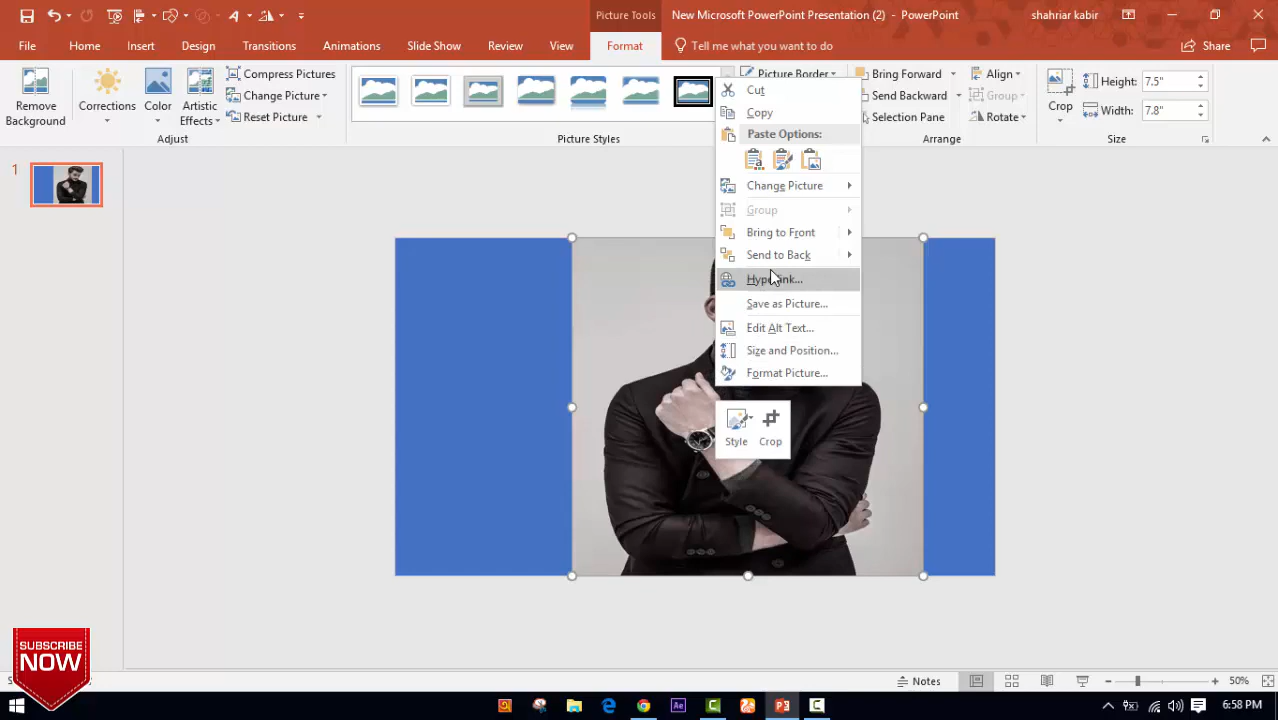 Picture Tools
New Microsoft PowerPoint Presentation (2) - PowerPoint
shahriar kabir
File
Home
Insert
Design
Transitions
Animations
Slide Show
Review
View
Format
Tell me what you want to do
Share
Remove
Background
Corrections
Color
Artistic
Effects
Compress Pictures
Change Picture
Reset Picture
Adjust
Picture Styles
Picture Border
Bring Forward
Send Backward
Selection Pane
Align
Rotate
Arrange
Crop
Height:
7.5"
Width:
7.8"
Size
1
Cut
Copy
Paste Options:
Change Picture
Group
Bring to Front
Send to Back
Save as Picture...
Edit Alt Text...
Size and Position...
Format Picture...
Style
Crop
SUBSCRIBE
NOW
Notes
50%
Ae
6:58 PM